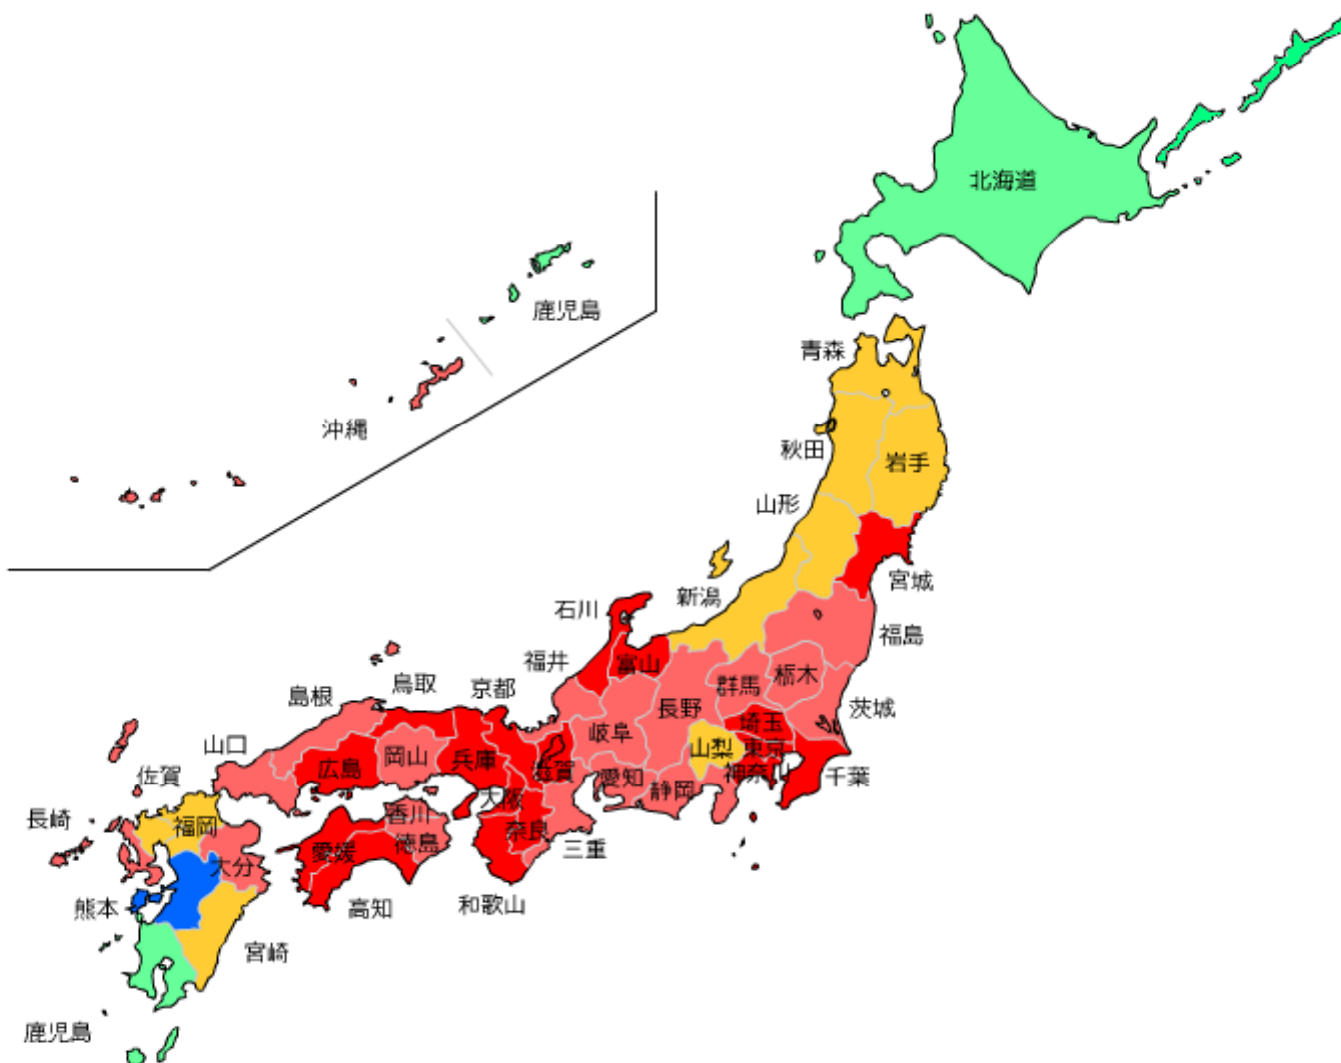 北海道
鹿児島
青森
沖縄
秋田
岩手
山形
宮城
新潟
石川
福島
福井
富山
栃木
群馬
鳥取
京都
島根
長野
茨城
埼玉
岐阜
山口
山梨
東京
岡山
兵庫
広島
滋賀
神奈川
千葉
佐賀
愛知
静岡
大阪
香川
長崎
福岡
奈良
徳島
三重
愛媛
大分
和歌山
高知
熊本
宮崎
鹿児島